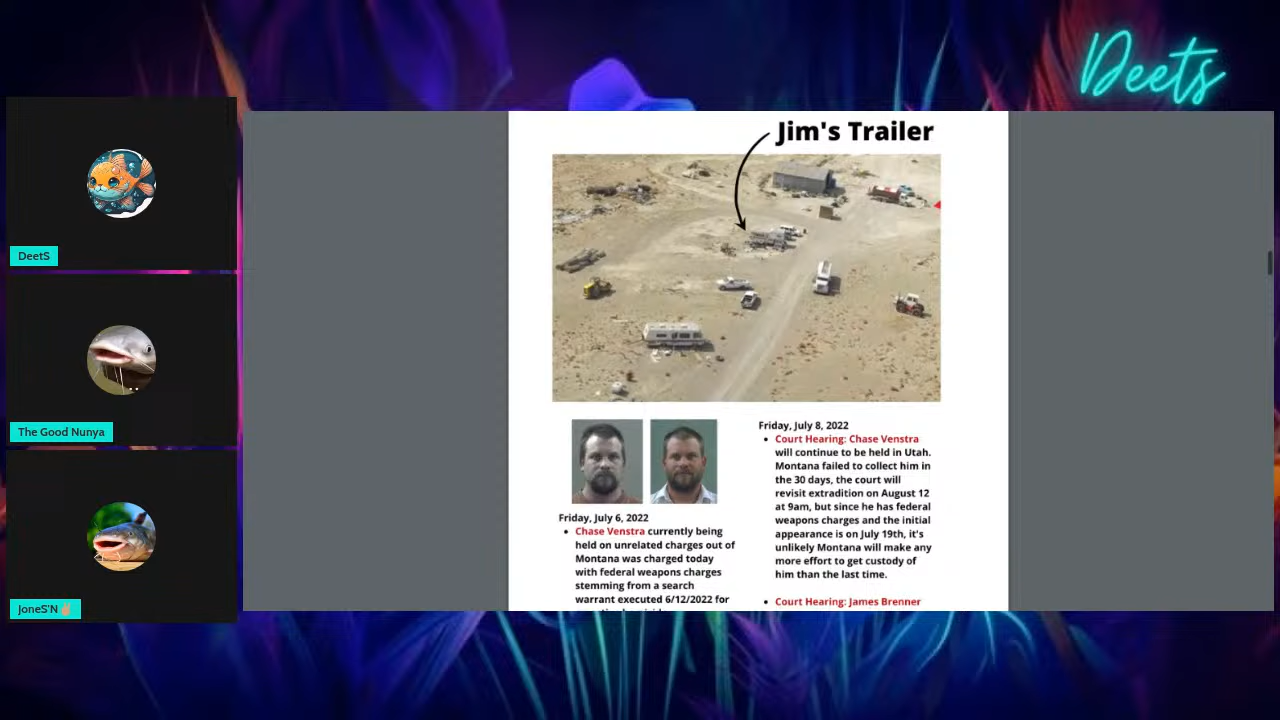 Deets
Jim's Trailer
DeetS
The Good Nunya
JoneS'N✌🏼
Friday, July 6, 2022
• Chase Venstra currently being
held on unrelated charges out of
Montana was charged today
with federal weapons charges
stemming from a search
warrant executed 6/12/2022 for
Friday, July 8, 2022
• Court Hearing: Chase Venstra
will continue to be held in Utah.
Montana failed to collect him in
the 30 days, the court will
revisit extradition on August 12
at 9am, but since he has federal
weapons charges and the initial
appearance is on July 19th, it's
unlikely Montana will make any
more effort to get custody of
him than the last time.
• Court Hearing: James Brenner